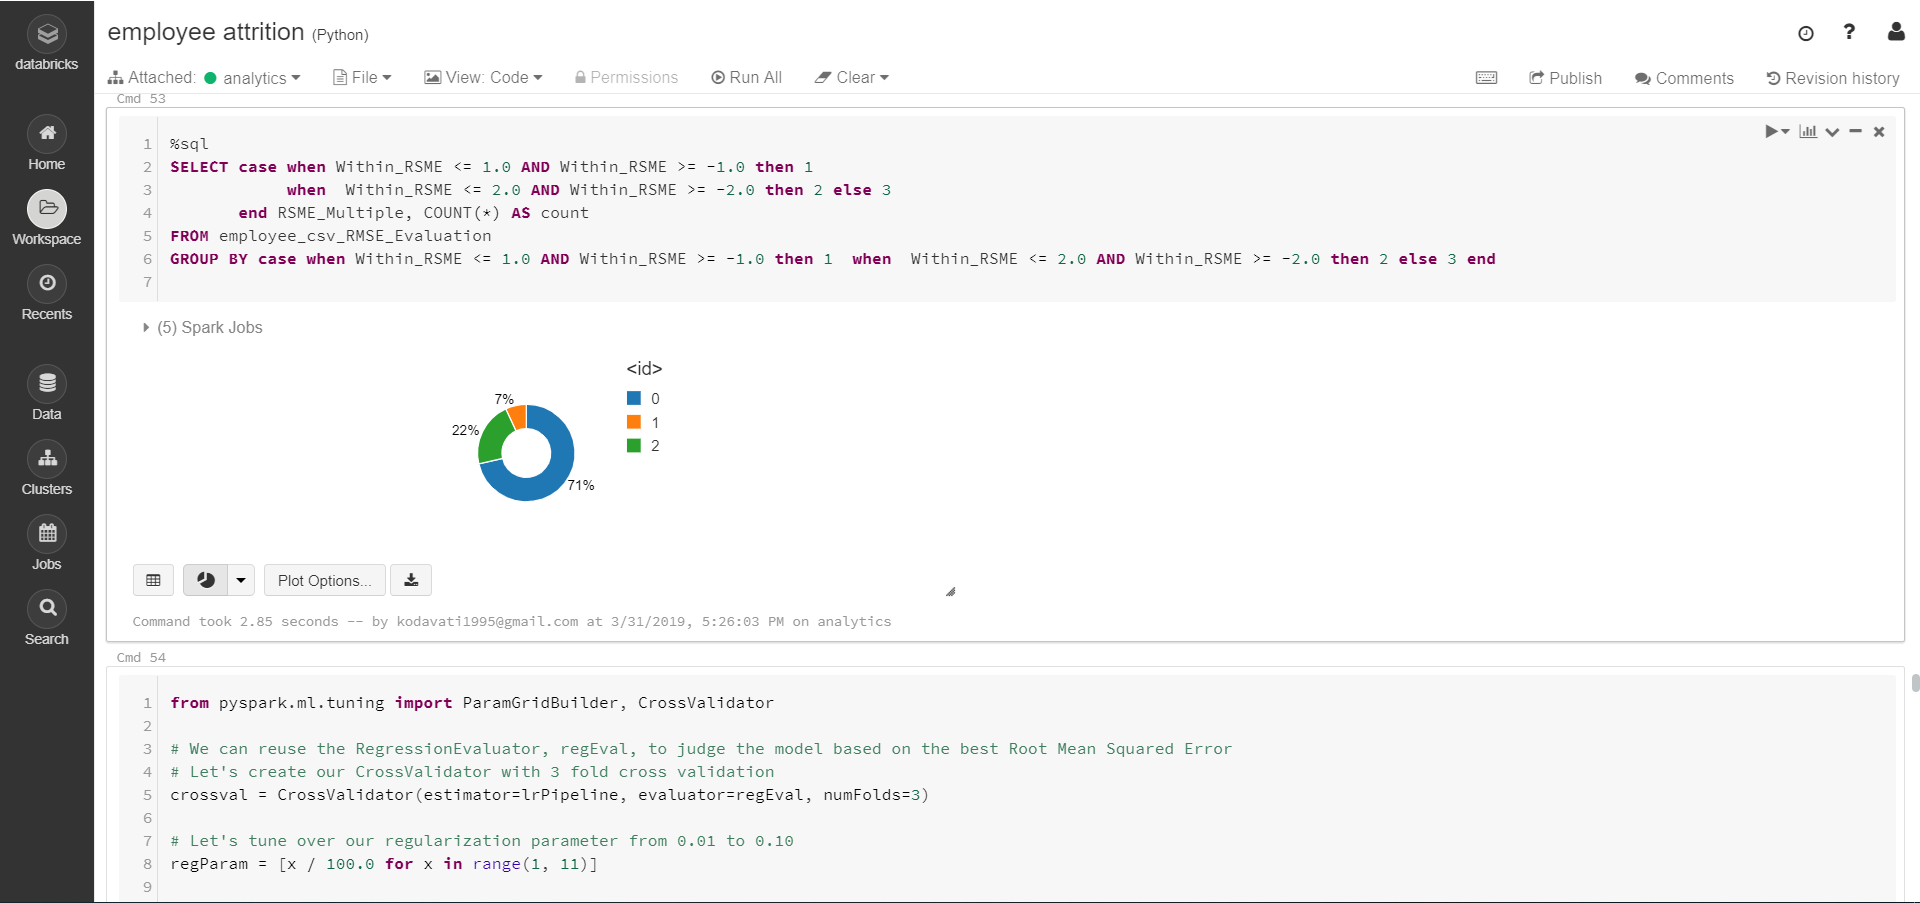 databricks
Home
Workspace
Recents
Data
Clusters
Jobs
Search
employee attrition (Python)
Attached: analytics File View: Code Permissions Run All Clear Publish Comments Revision history
Cmd 53
1 %sql
2 SELECT case when Within_RSME <= 1.0 AND Within_RSME >= -1.0 then 1
3 when Within_RSME <= 2.0 AND Within_RSME >= -2.0 then 2 else 3
4 end RSME_Multiple, COUNT(*) AS count
5 FROM employee_csv_RMSE_Evaluation
6 GROUP BY case when Within_RSME <= 1.0 AND Within_RSME >= -1.0 then 1 when Within_RSME <= 2.0 AND Within_RSME >= -2.0 then 2 else 3 end
7
(5) Spark Jobs
<id>
0
1
2
7%
22%
71%
Plot Options...
Command took 2.85 seconds -- by kodavati1995@gmail.com at 3/31/2019, 5:26:03 PM on analytics
Cmd 54
1 from pyspark.ml.tuning import ParamGridBuilder, CrossValidator
2
3 # We can reuse the RegressionEvaluator, regEval, to judge the model based on the best Root Mean Squared Error
4 # Let's create our CrossValidator with 3 fold cross validation
5 crossval = CrossValidator(estimator=lrPipeline, evaluator=regEval, numFolds=3)
6
7 # Let's tune over our regularization parameter from 0.01 to 0.10
8 regParam = [x / 100.0 for x in range(1, 11)]
9